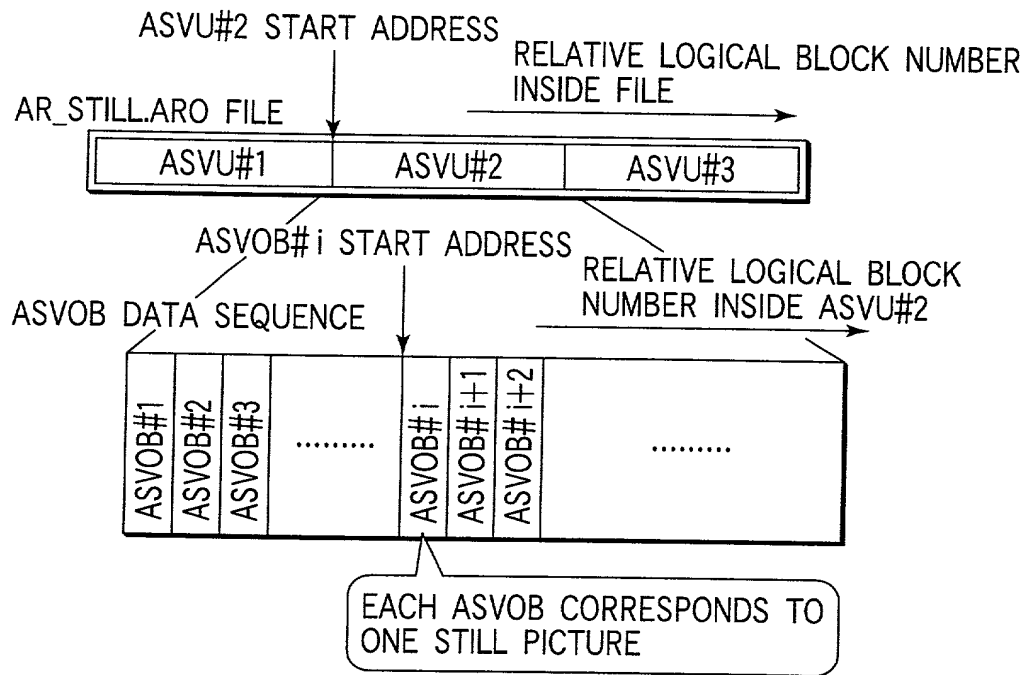 ASVU#2 START ADDRESS
RELATIVE LOGICAL BLOCK NUMBER
INSIDE FILE
AR_STILL.ARO FILE
ASVU#1
ASVU#2
ASVU#3
ASVOB#i START ADDRESS
RELATIVE LOGICAL BLOCK
NUMBER INSIDE ASVU#2
ASVOB DATA SEQUENCE
ASVOB#1
ASVOB#2
ASVOB#3
.........
ASVOB#i
ASVOB#i+1
ASVOB#i+2
.........
EACH ASVOB CORRESPONDS TO
ONE STILL PICTURE